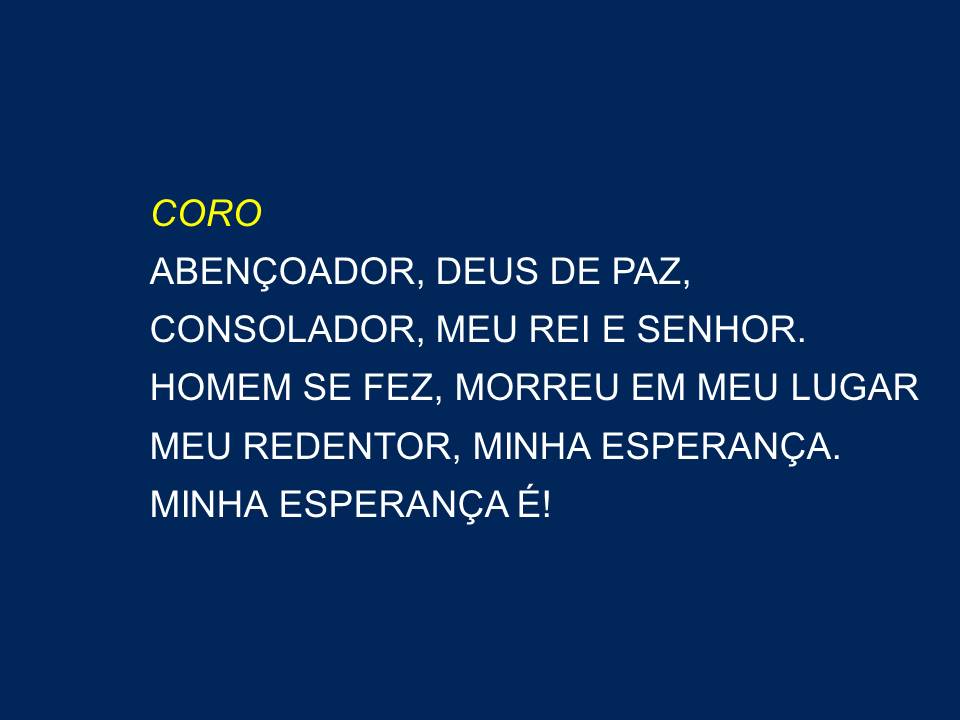 CORO
ABENÇOADOR, DEUS DE PAZ,
CONSOLADOR, MEU REI E SENHOR.
HOMEM SE FEZ, MORREU EM MEU LUGAR
MEU REDENTOR, MINHA ESPERANÇA.
MINHA ESPERANÇA É!